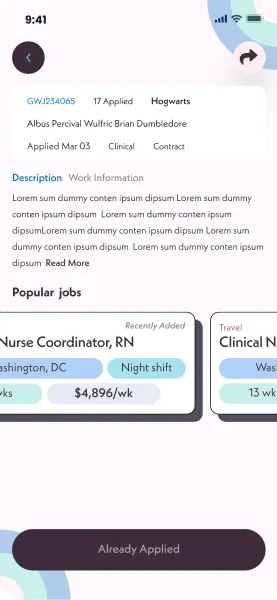 9:41
GWJ234065 17 Applied Hogwarts
Albus Percival Wulfric Brian Dumbledore
Applied Mar 03 Clinical Contract
Description Work Information
Lorem sum dummy conten ipsum dipsum Lorem sum dummy
conten ipsum dipsum Lorem sum dummy conten ipsum
dipsumLorem sum dummy conten ipsum dipsum Lorem sum
dummy conten ipsum dipsum Lorem sum dummy conten ipsum
dipsum Read More
Popular jobs
Recently Added
Nurse Coordinator, RN
ashington, DC Night shift
wks $4,896/wk
Travel
Clinical N
Was
13 wk
Already Applied